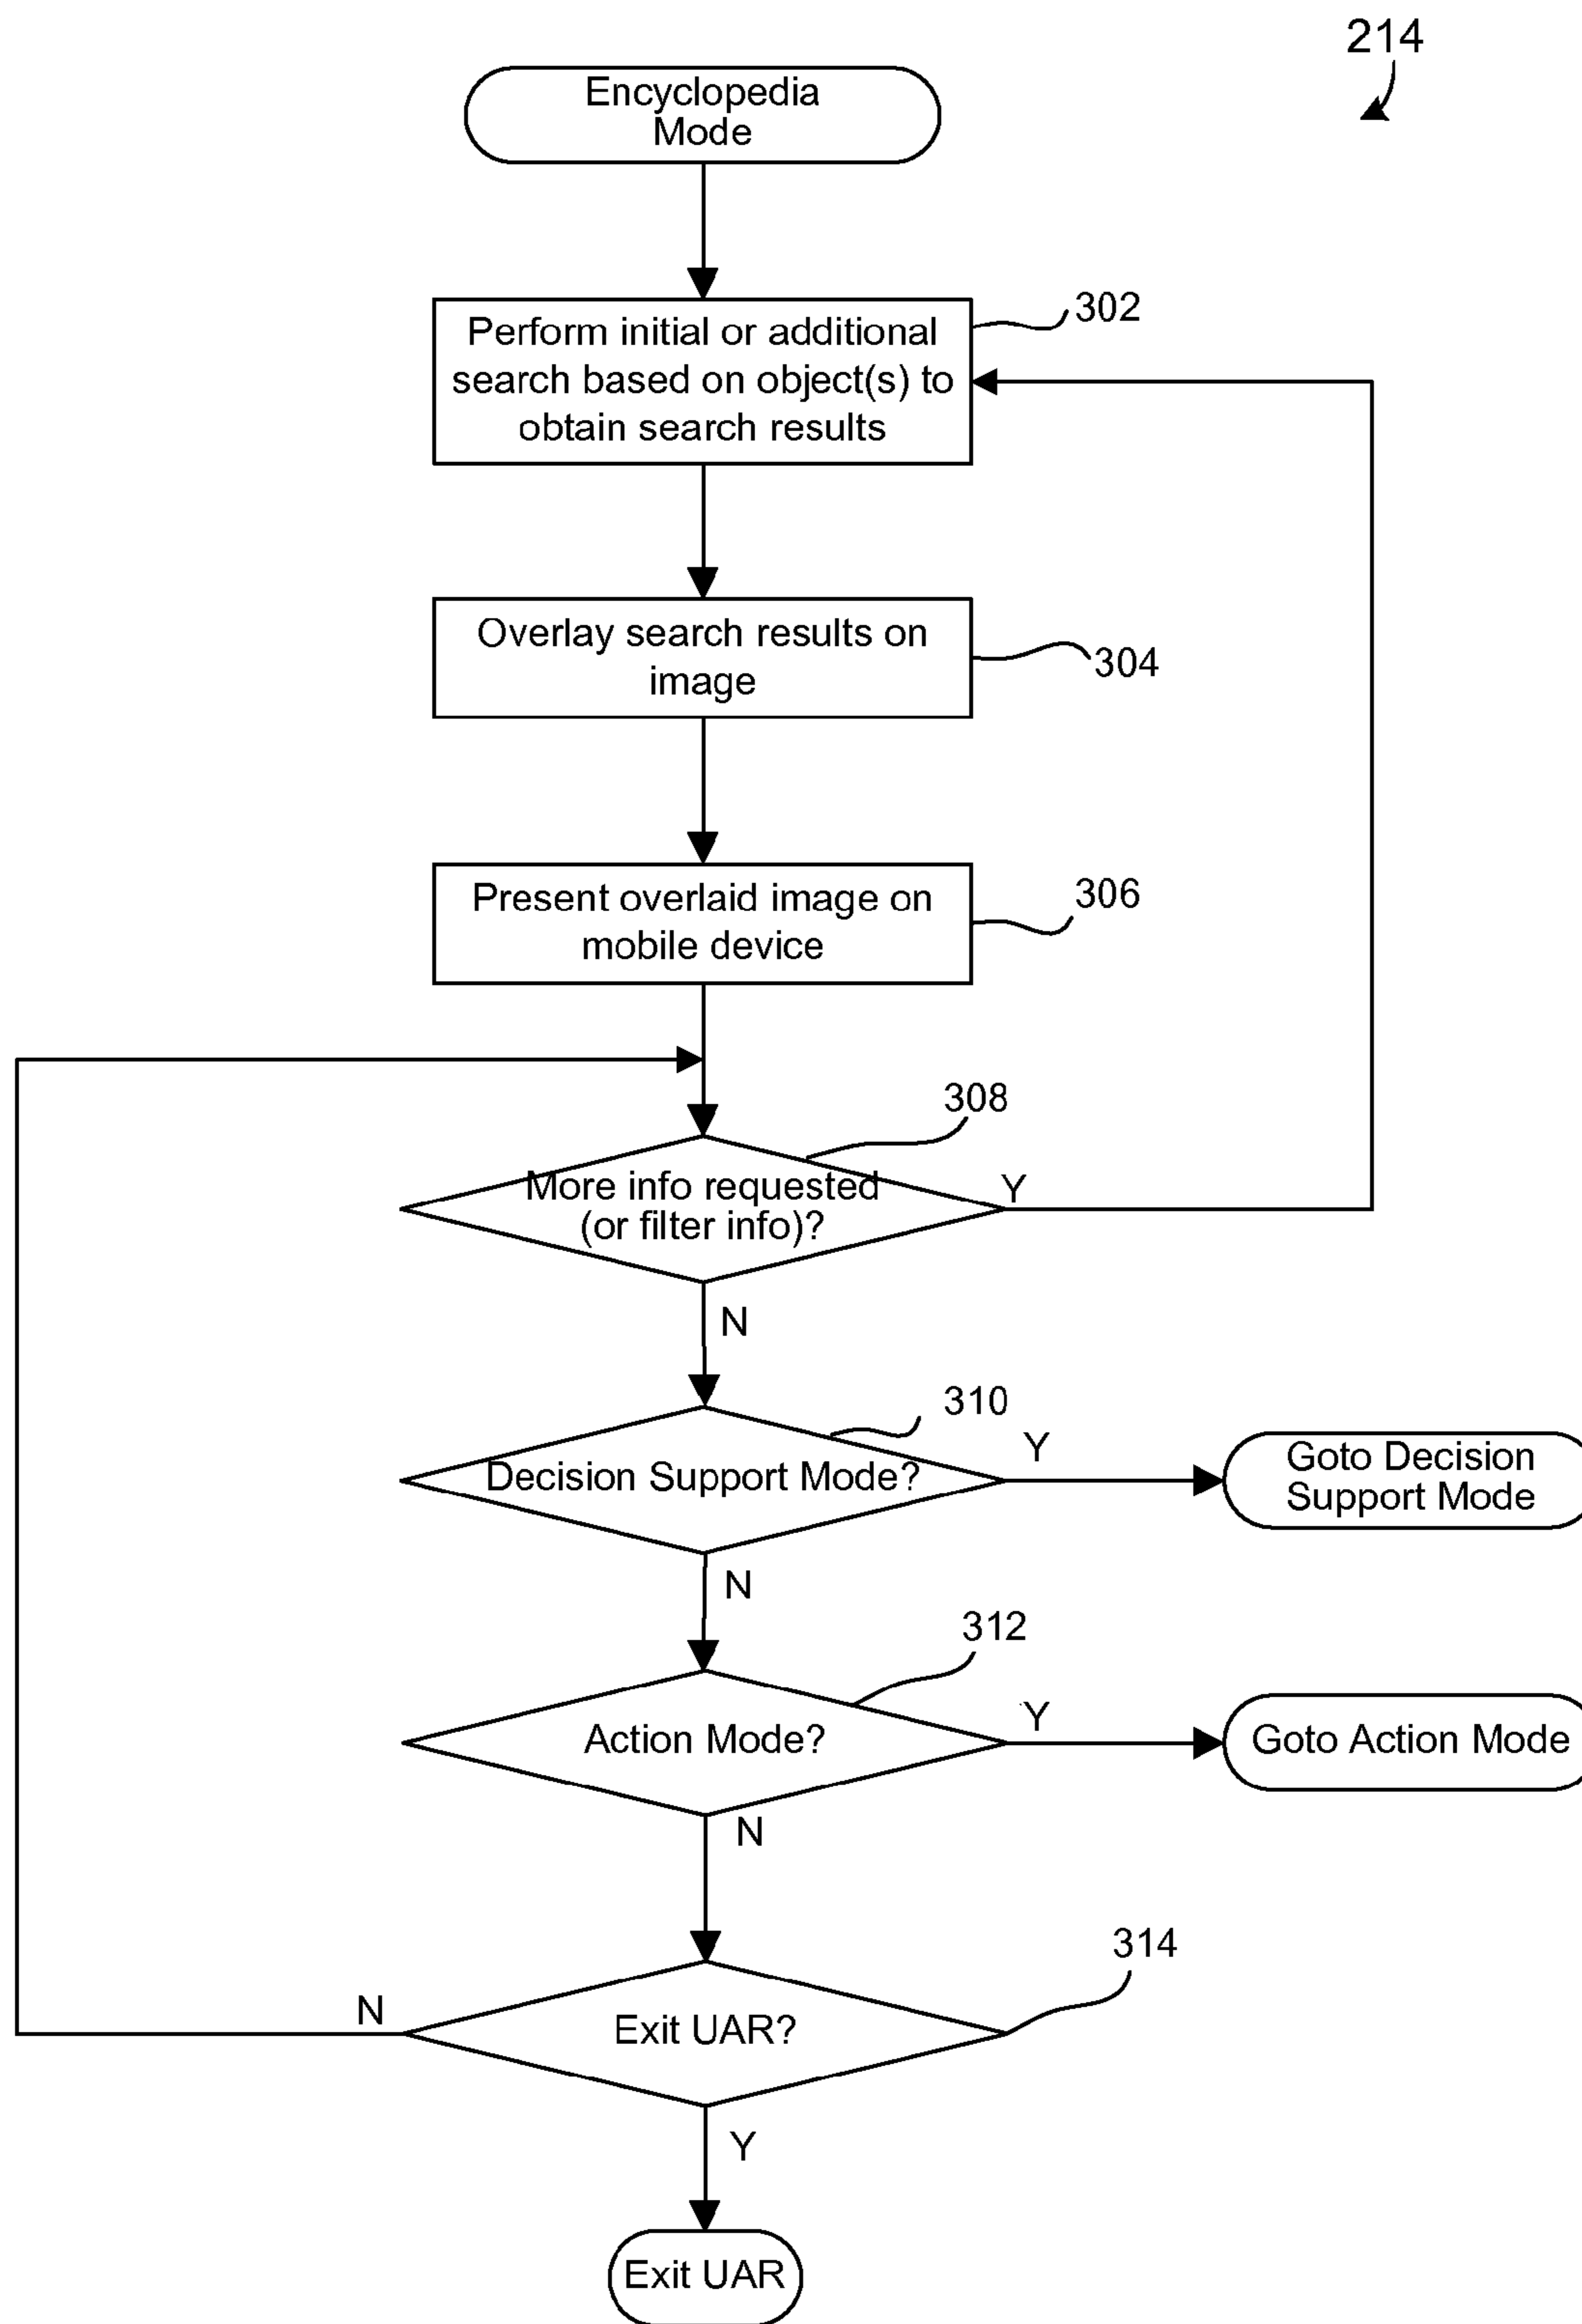 214
Encyclopedia
Mode
302
Perform initial or additional
search based on object(s) to
obtain search results
Overlay search results on
image
304
Present overlaid image on
mobile device
306
308
More info requested
(or filter info)?
Y
N
310
Decision Support Mode?
Y
Goto Decision
Support Mode
N
312
Action Mode?
Y
Goto Action Mode
N
314
Exit UAR?
N
Y
Exit UAR